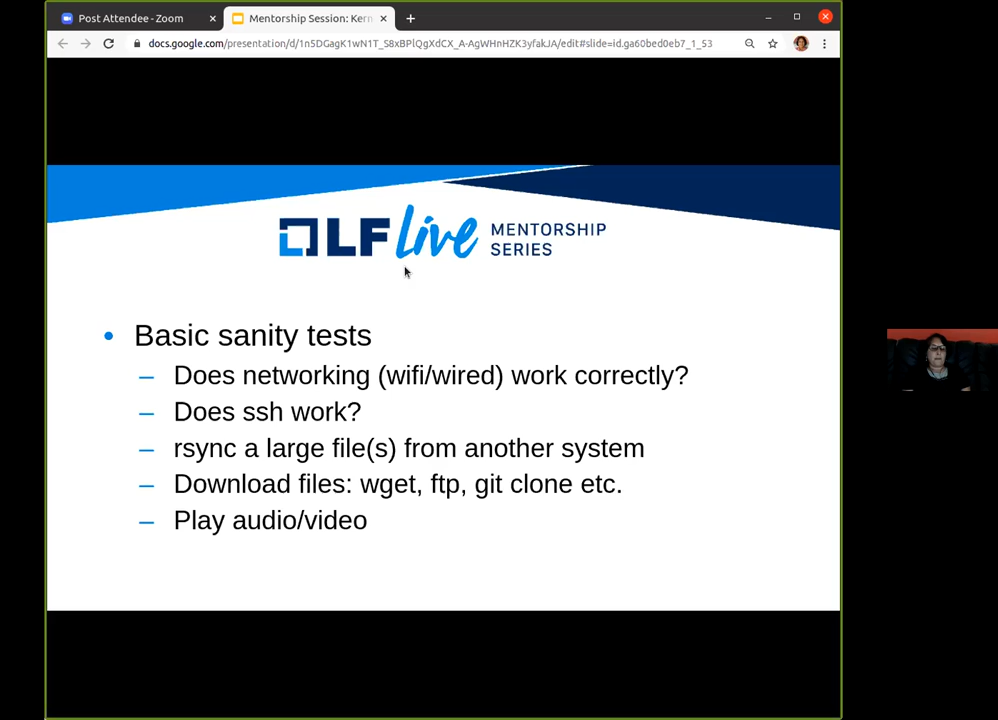 Post Attendee - Zoom
Mentorship Session: Kern
docs.google.com/presentation/d/1n5DGagK1wN1T_S8xBPlQgXdCX_A-AgWHnHZK3yfakJA/edit#slide=id.ga60bed0eb7_1_53
LF Live MENTORSHIP
SERIES
• Basic sanity tests
– Does networking (wifi/wired) work correctly?
– Does ssh work?
– rsync a large file(s) from another system
– Download files: wget, ftp, git clone etc.
– Play audio/video